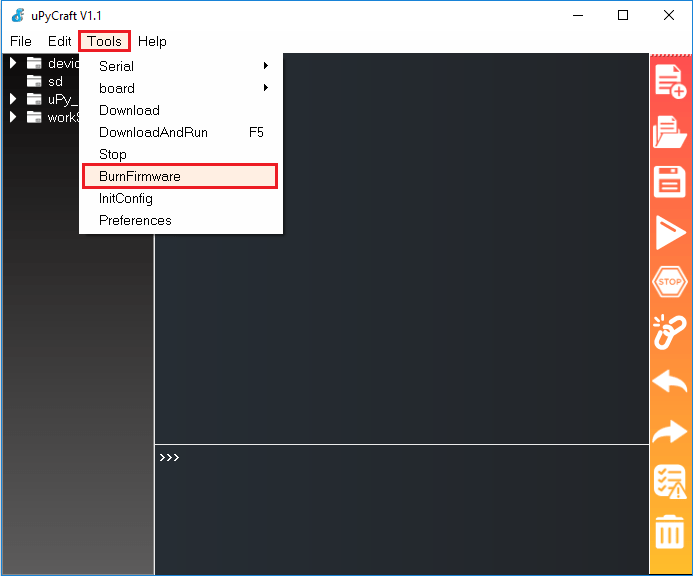 uPyCraft V1.1
File Edit Tools Help
devic
sd
uPy_
workS
Serial
board
Download
DownloadAndRun F5
Stop
BurnFirmware
InitConfig
Preferences
STOP
>>>